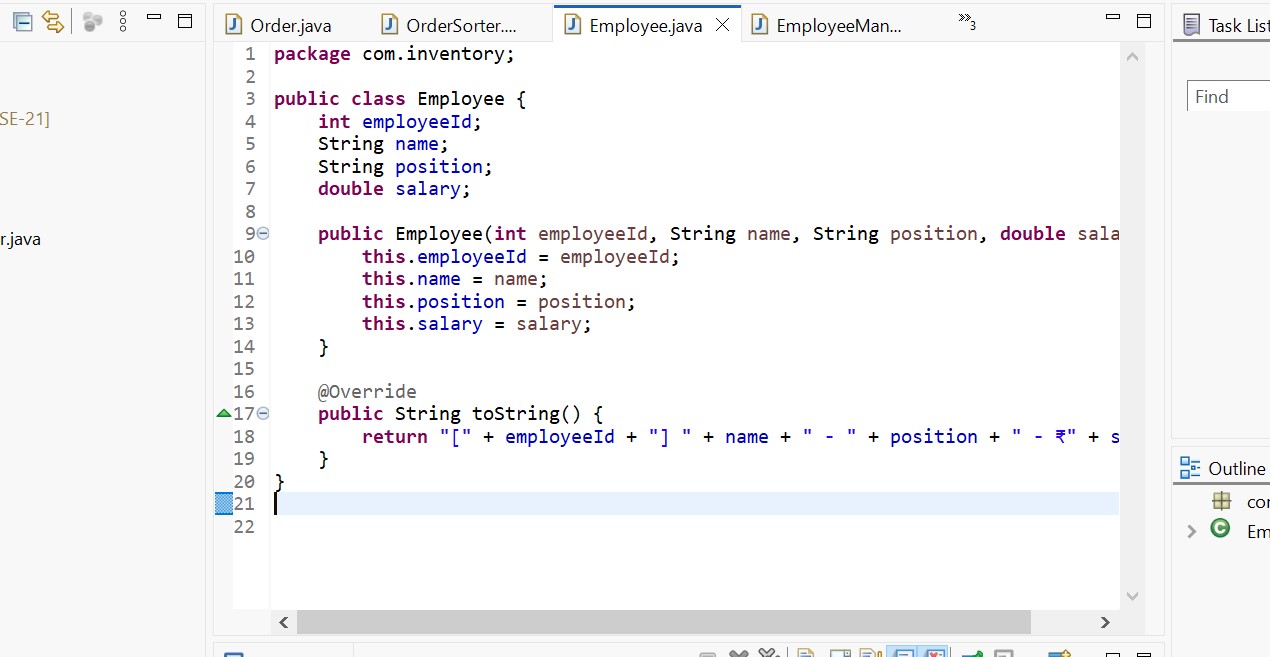 Order.java OrderSorter.... Employee.java EmployeeMan... »3 Task List
SE-21]
r.java
1 package com.inventory;
2
3 public class Employee {
4 int employeeId;
5 String name;
6 String position;
7 double salary;
8
9 public Employee(int employeeId, String name, String position, double sala
10 this.employeeId = employeeId;
11 this.name = name;
12 this.position = position;
13 this.salary = salary;
14 }
15
16 @Override
17 public String toString() {
18 return "[" + employeeId + "] " + name + " - " + position + " - ₹" + s
19 }
20 }
21
22
Find
Outline
cor
Em